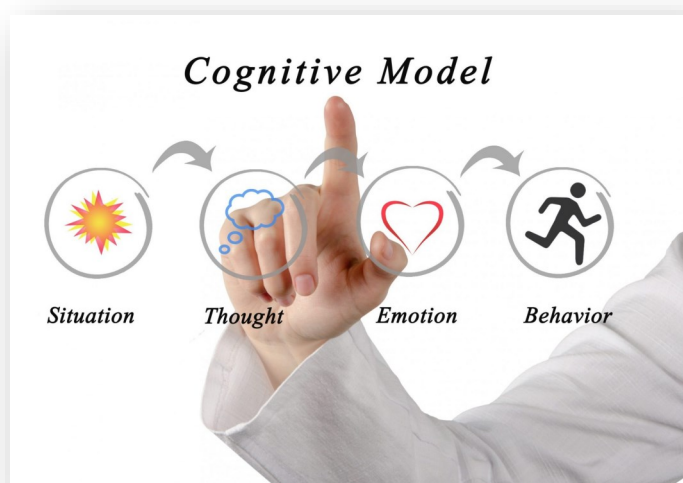 Cognitive Model
Situation
Thought
Emotion
Behavior